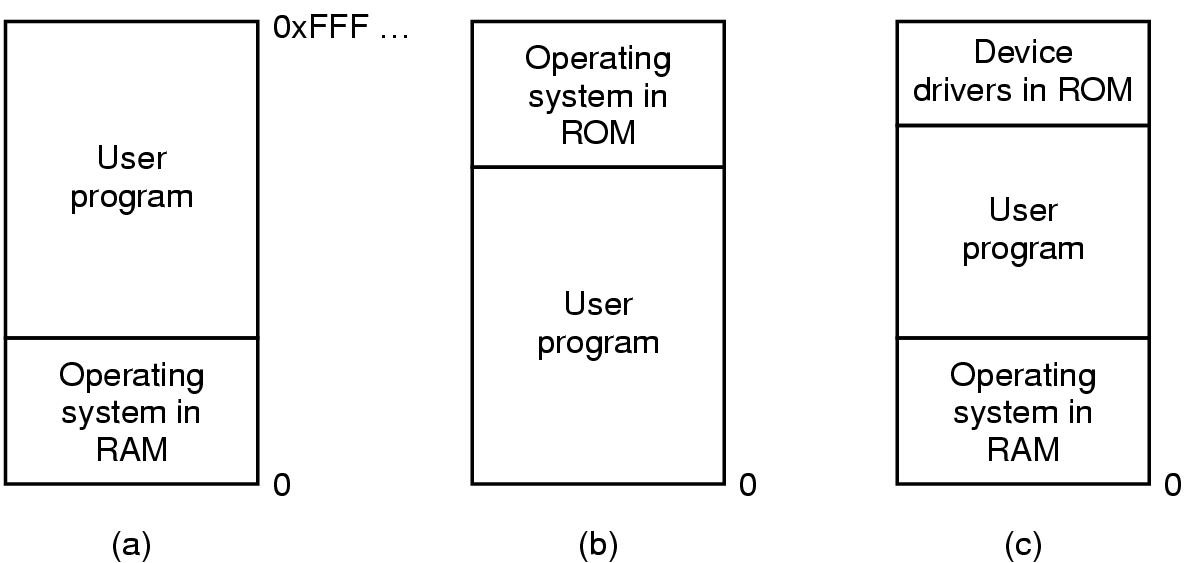 User
program
Operating
system in
RAM
0xFFF …
0
(a)
Operating
system in
ROM
User
program
0
(b)
Device
drivers in ROM
User
program
Operating
system in
RAM
0
(c)